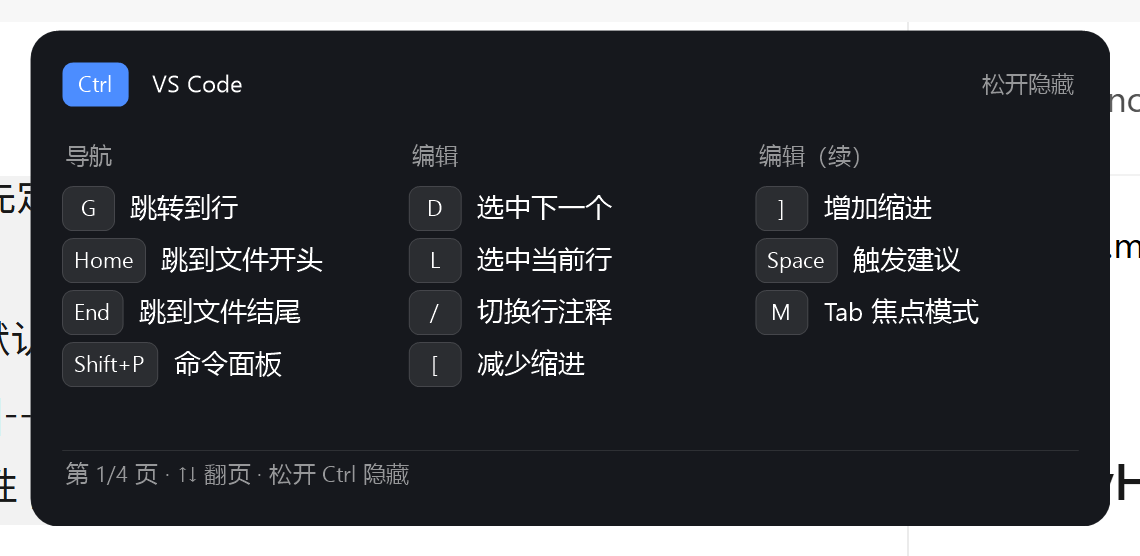 Ctrl VS Code 松开隐藏
导航
G 跳转到行
Home 跳到文件开头
End 跳到文件结尾
Shift+P 命令面板
编辑
D 选中下一个
L 选中当前行
/ 切换行注释
[ 减少缩进
编辑（续）
] 增加缩进
Space 触发建议
M Tab 焦点模式
第 1/4 页 · ↑↓ 翻页 · 松开 Ctrl 隐藏